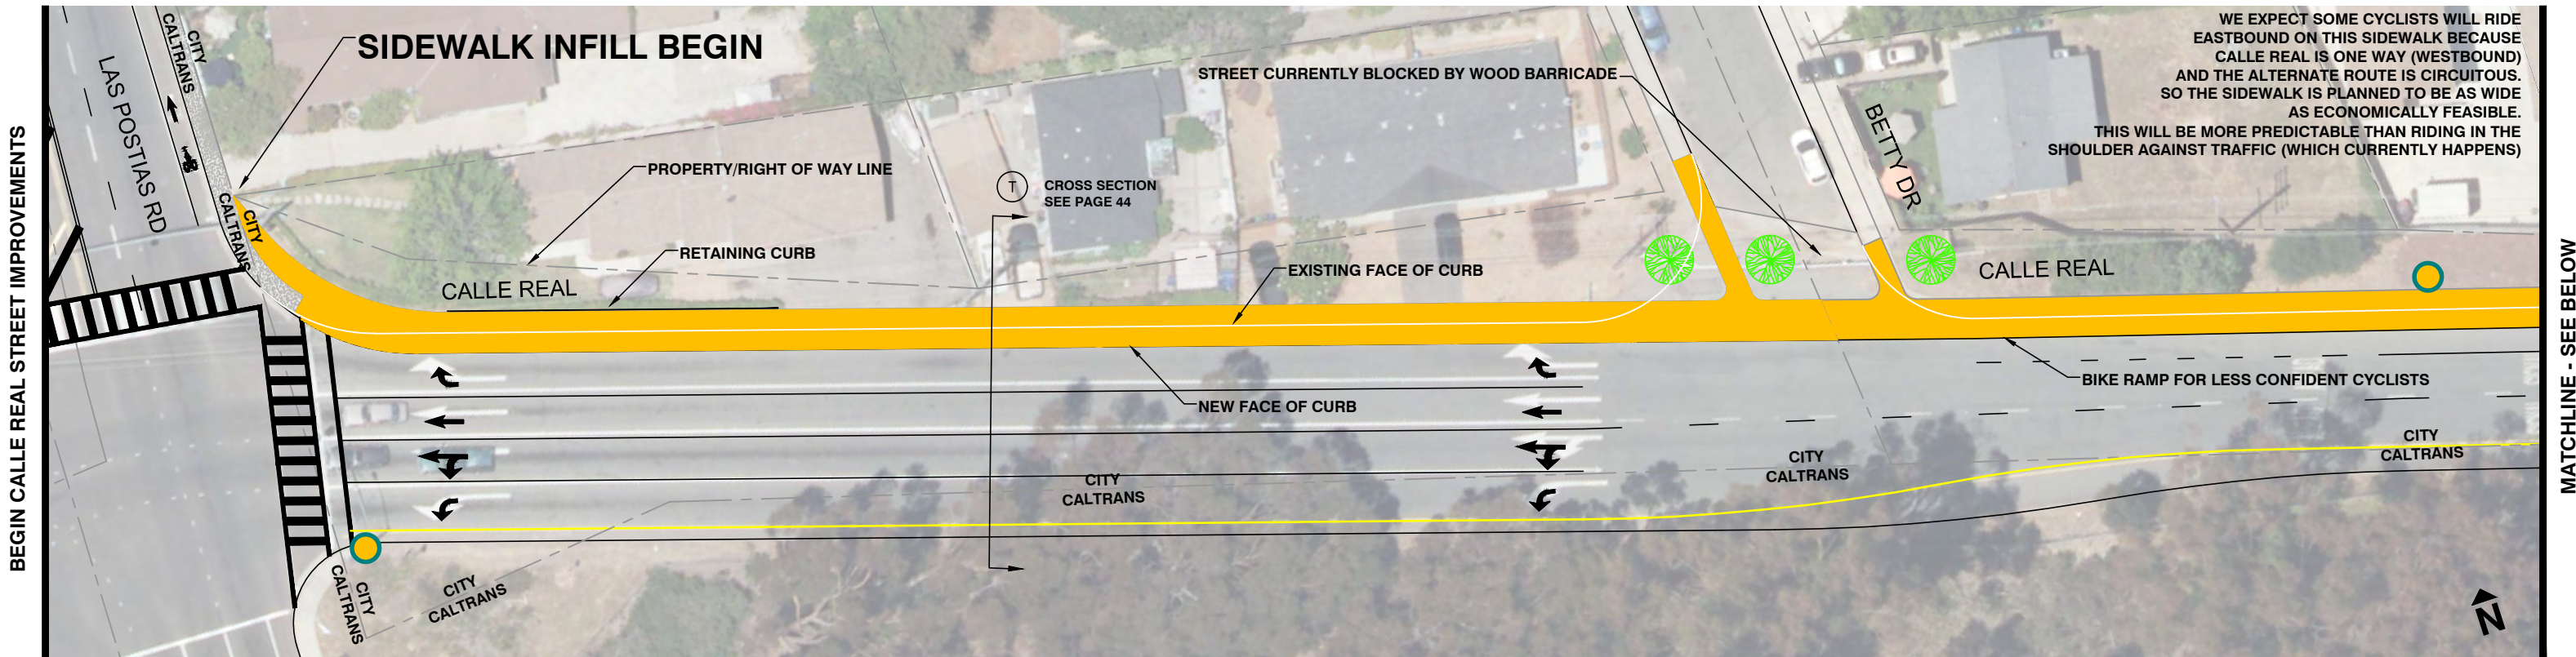 BEGIN CALLE REAL STREET IMPROVEMENTS
LAS POSTIAS RD
CITY
CALTRANS
SIDEWALK INFILL BEGIN
CITY
CALTRANS
PROPERTY/RIGHT OF WAY LINE
RETAINING CURB
CALLE REAL
T
CROSS SECTION
SEE PAGE 44
STREET CURRENTLY BLOCKED BY WOOD BARRICADE
EXISTING FACE OF CURB
NEW FACE OF CURB
BETTY DR
CALLE REAL
WE EXPECT SOME CYCLISTS WILL RIDE
EASTBOUND ON THIS SIDEWALK BECAUSE
CALLE REAL IS ONE WAY (WESTBOUND)
AND THE ALTERNATE ROUTE IS CIRCUITOUS.
SO THE SIDEWALK IS PLANNED TO BE AS WIDE
AS ECONOMICALLY FEASIBLE.
THIS WILL BE MORE PREDICTABLE THAN RIDING IN THE
SHOULDER AGAINST TRAFFIC (WHICH CURRENTLY HAPPENS)
BIKE RAMP FOR LESS CONFIDENT CYCLISTS
CITY
CALTRANS
CITY
CALTRANS
CITY
CALTRANS
CITY
CALTRANS
CITY
CALTRANS
N
MATCHLINE - SEE BELOW